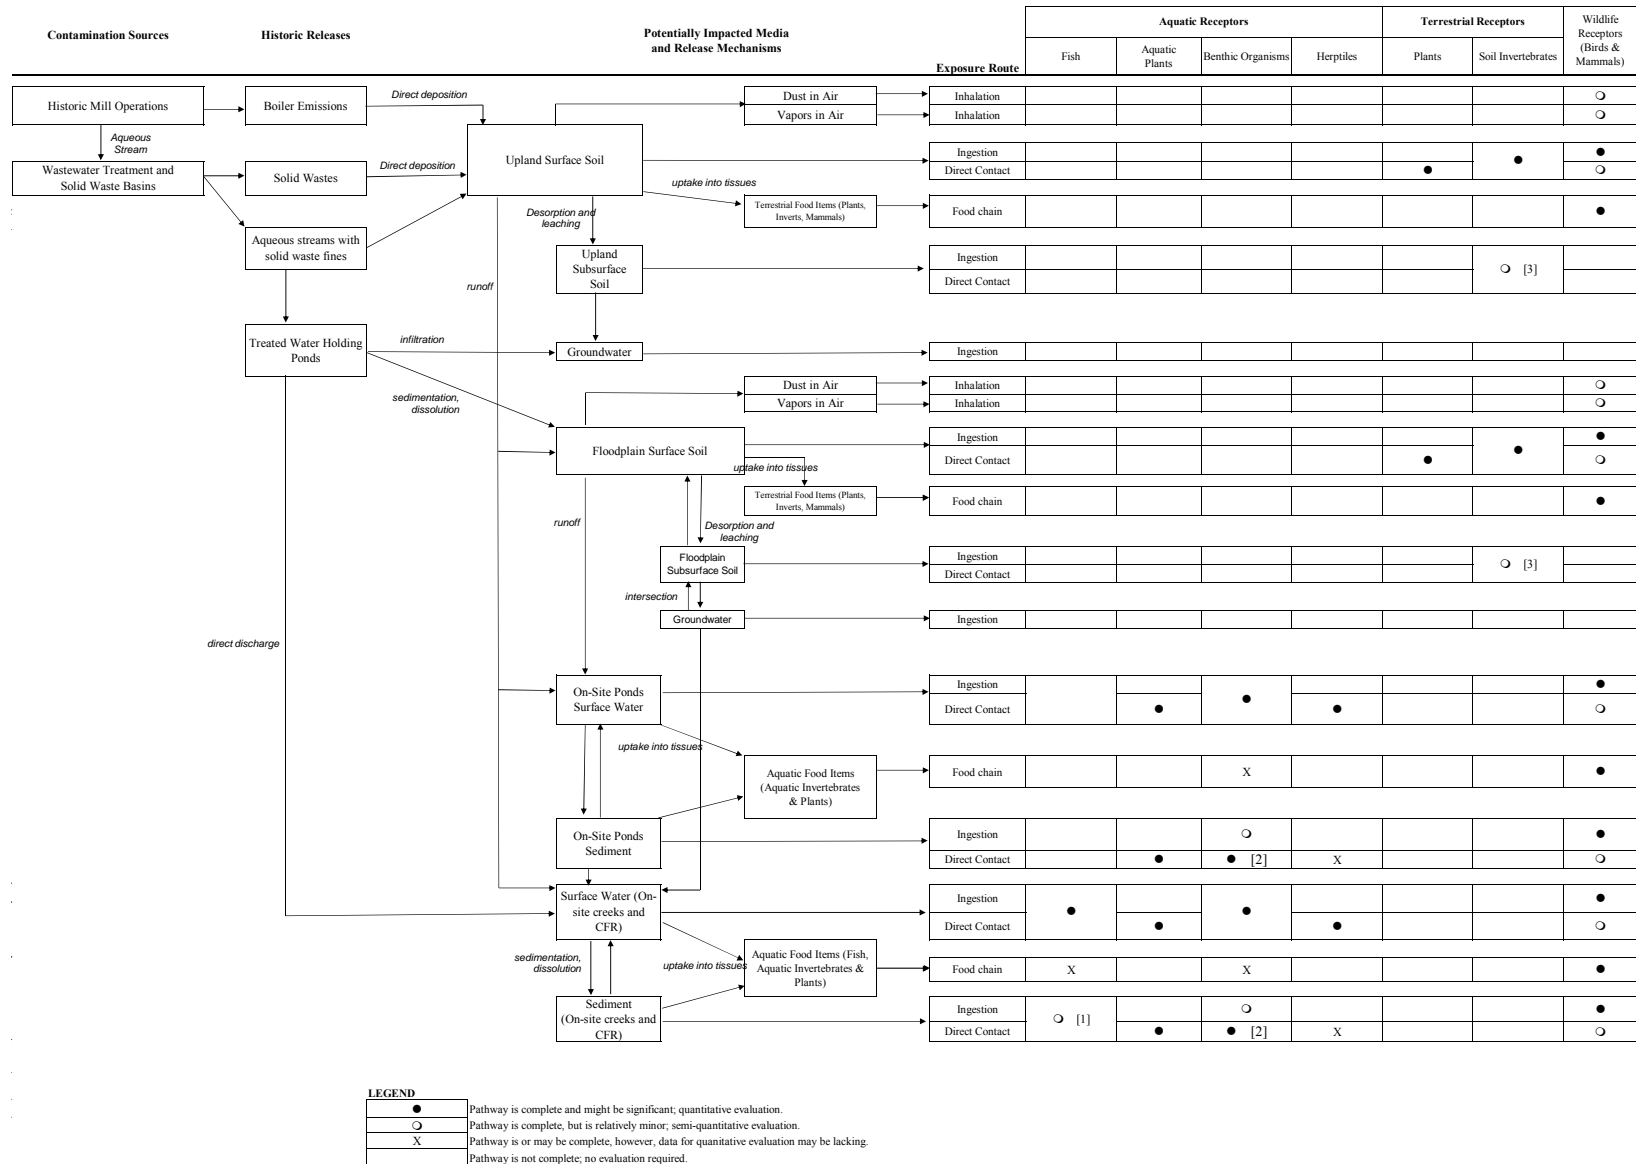 Contamination Sources
Historic Releases
Potentially Impacted Media
and Release Mechanisms
Exposure Route
Aquatic Receptors
Terrestrial Receptors
Wildlife
Receptors
(Birds &
Mammals)
Fish
Aquatic
Plants
Benthic Organisms
Herptiles
Plants
Soil Invertebrates
Historic Mill Operations
Boiler Emissions
Direct deposition
Dust in Air
Inhalation
Vapors in Air
Inhalation
Aqueous
Stream
Wastewater Treatment and
Solid Waste Basins
Solid Wastes
Direct deposition
Upland Surface Soil
Ingestion
Direct Contact
uptake into tissues
Terrestrial Food Items (Plants,
Inverts, Mammals)
Food chain
Desorption and
leaching
Aqueous streams with
solid waste fines
Upland
Subsurface
Soil
Ingestion
Direct Contact
[3]
runoff
Treated Water Holding
Ponds
infiltration
Groundwater
Ingestion
sedimentation,
dissolution
Dust in Air
Inhalation
Vapors in Air
Inhalation
Floodplain Surface Soil
Ingestion
Direct Contact
uptake into tissues
Terrestrial Food Items (Plants,
Inverts, Mammals)
Food chain
runoff
Desorption and
leaching
Floodplain
Subsurface Soil
Ingestion
Direct Contact
[3]
intersection
Groundwater
Ingestion
direct discharge
On-Site Ponds
Surface Water
Ingestion
Direct Contact
uptake into tissues
Aquatic Food Items
(Aquatic Invertebrates
& Plants)
Food chain
X
On-Site Ponds
Sediment
Ingestion
Direct Contact
[2]
X
Surface Water (On-
site creeks and
CFR)
Ingestion
Direct Contact
sedimentation,
dissolution
uptake into tissues
Aquatic Food Items (Fish,
Aquatic Invertebrates &
Plants)
Food chain
X
X
Sediment
(On-site creeks and
CFR)
Ingestion
Direct Contact
[1]
[2]
X
LEGEND
Pathway is complete and might be significant; quantitative evaluation.
Pathway is complete, but is relatively minor; semi-quantitative evaluation.
X
Pathway is or may be complete, however, data for quanitative evaluation may be lacking.
Pathway is not complete; no evaluation required.